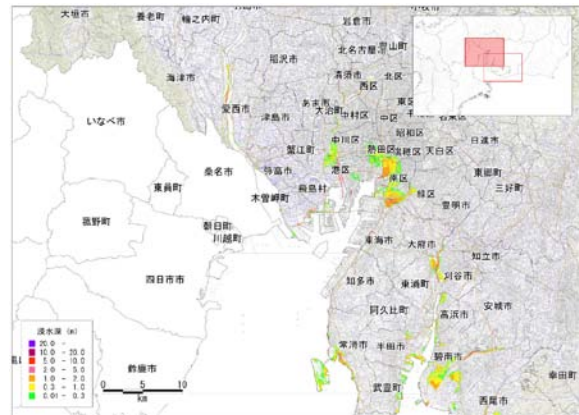 大垣市
養老町
輪之内町
岩倉市
海津市
稲沢市
北名古屋市
豊山町
清須市
北区
西区
いなべ市
愛西市
津島市
あま市
大治町
中村区
中区
昭和区
日進市
中川区
熱田区
瑞穂区
天白区
蟹江町
桑名市
弥富市
港区
南区
東郷町
東員町
木曽岬町
飛島村
緑区
三好町
豊明市
菰野町
朝日町
川越町
東海市
大府市
知立市
四日市市
知多市
東浦町
刈谷市
阿久比町
高浜市
安城市
常滑市
半田市
碧南市
鈴鹿市
武豊町
西尾市
幸田町
浸水深 (m)
20.0 -
10.0 - 20.0
5.0 - 10.0
3.0 - 5.0
1.0 - 2.0
0.3 - 1.0
0.01 - 0.3
0 5 10
km